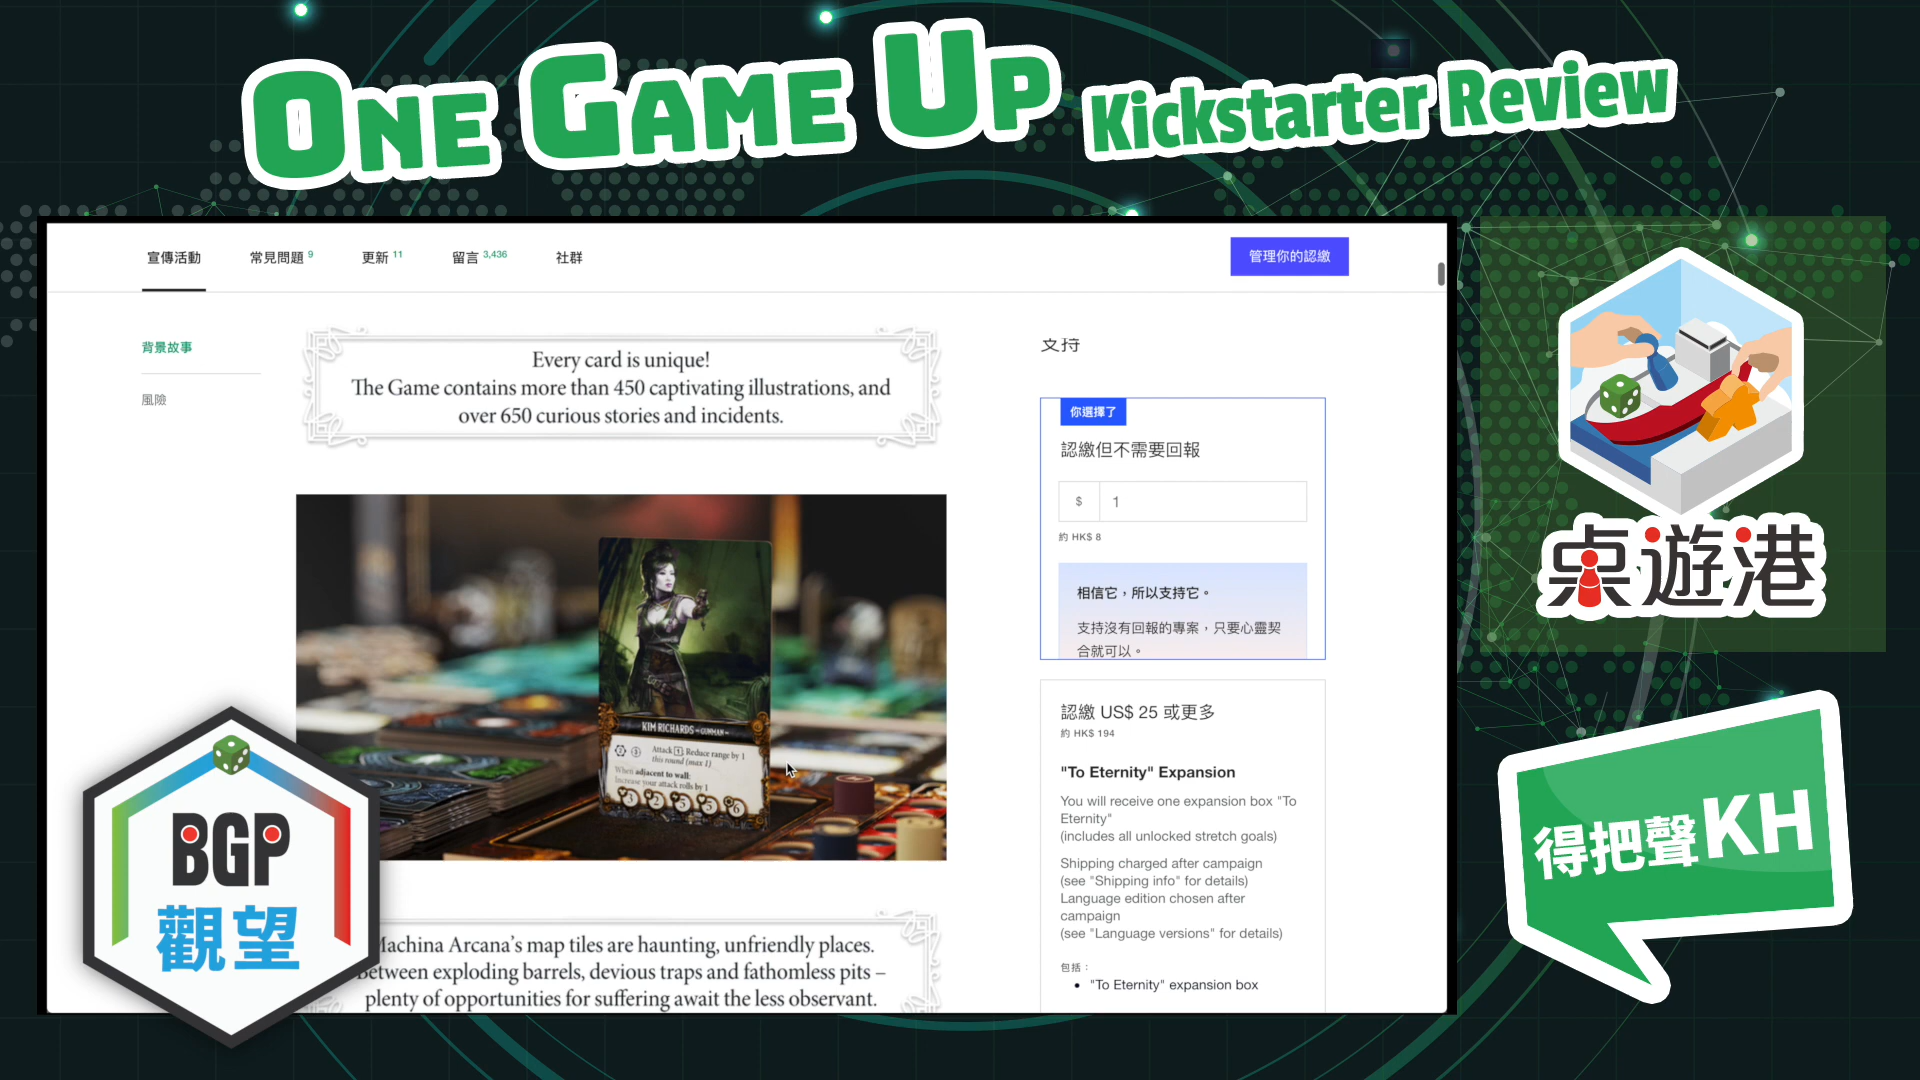 ONE GAME UP Kickstarter Review
宣傳活動 常見問題 9 更新 11 留言 3,436 社群 管理你的認繳
背景故事
風險
Every card is unique!
The Game contains more than 450 captivating illustrations, and
over 650 curious stories and incidents.
KIM RICHARDS - GUNMAN -
Attack 1: Reduce range by 1
this round (max 1)
When adjacent to wall:
Increase your attack rolls by 1
3 2 5 5 6
Machina Arcana's map tiles are haunting, unfriendly places.
Between exploding barrels, devious traps and fathomless pits –
plenty of opportunities for suffering await the less observant.
支持
你選擇了
認繳但不需要回報
$ 1
約 HK$ 8
相信它，所以支持它。
支持沒有回報的專案，只要心靈契
合就可以。
認繳 US$ 25 或更多
約 HK$ 194
"To Eternity" Expansion
You will receive one expansion box "To
Eternity"
(includes all unlocked stretch goals)
Shipping charged after campaign
(see "Shipping info" for details)
Language edition chosen after
campaign
(see "Language versions" for details)
包括：
• "To Eternity" expansion box
BGP
觀望
桌遊港
得把聲KH